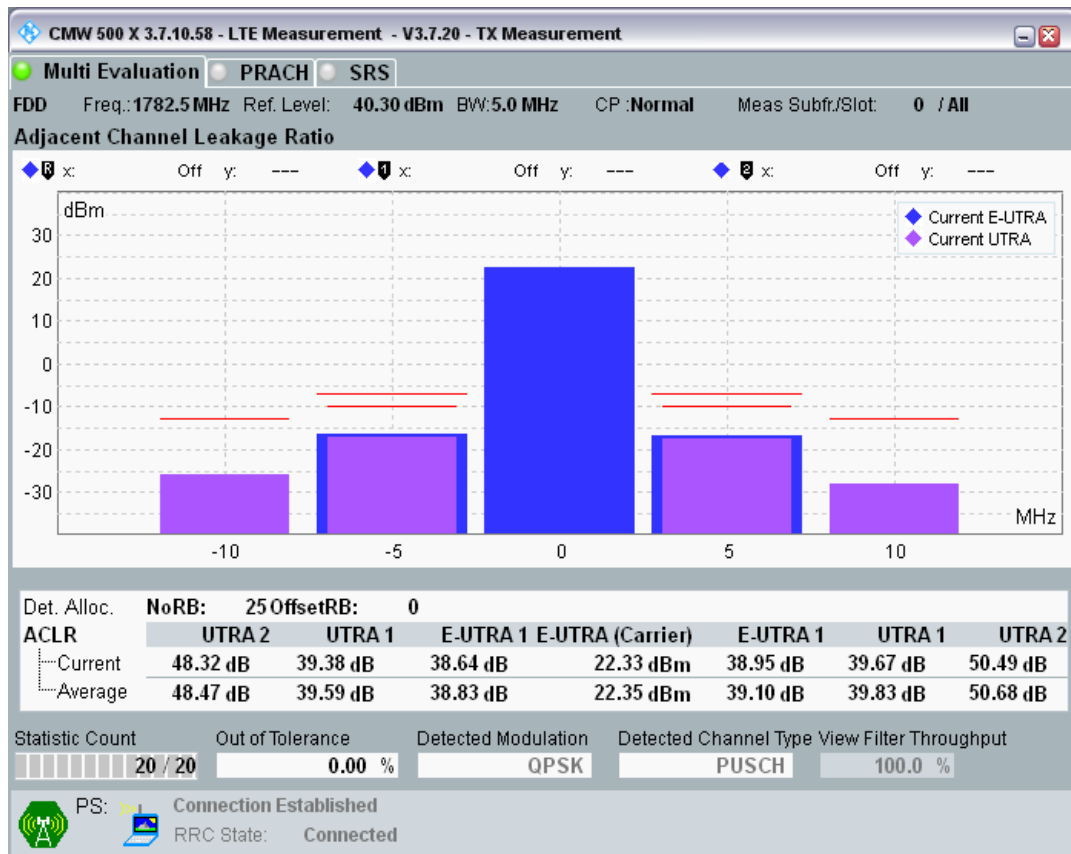 CMW 500 X 3.7.10.58 - LTE Measurement - V3.7.20 - TX Measurement
Multi Evaluation PRACH SRS
FDD Freq.:1782.5 MHz Ref. Level: 40.30 dBm BW:5.0 MHz CP :Normal Meas Subfr./Slot: 0 / All
Adjacent Channel Leakage Ratio
R x: Off y: --- 1 x: Off y: --- 2 x: Off y: ---
dBm
Current E-UTRA
Current UTRA
30
20
10
0
-10
-20
-30
MHz
-10 -5 0 5 10
Det. Alloc. NoRB: 25 OffsetRB: 0
ACLR UTRA 2 UTRA 1 E-UTRA 1 E-UTRA (Carrier) E-UTRA 1 UTRA 1 UTRA 2
Current 48.32 dB 39.38 dB 38.64 dB 22.33 dBm 38.95 dB 39.67 dB 50.49 dB
Average 48.47 dB 39.59 dB 38.83 dB 22.35 dBm 39.10 dB 39.83 dB 50.68 dB
Statistic Count Out of Tolerance Detected Modulation Detected Channel Type View Filter Throughput
20 / 20 0.00 % QPSK PUSCH 100.0 %
PS: Connection Established
RRC State: Connected